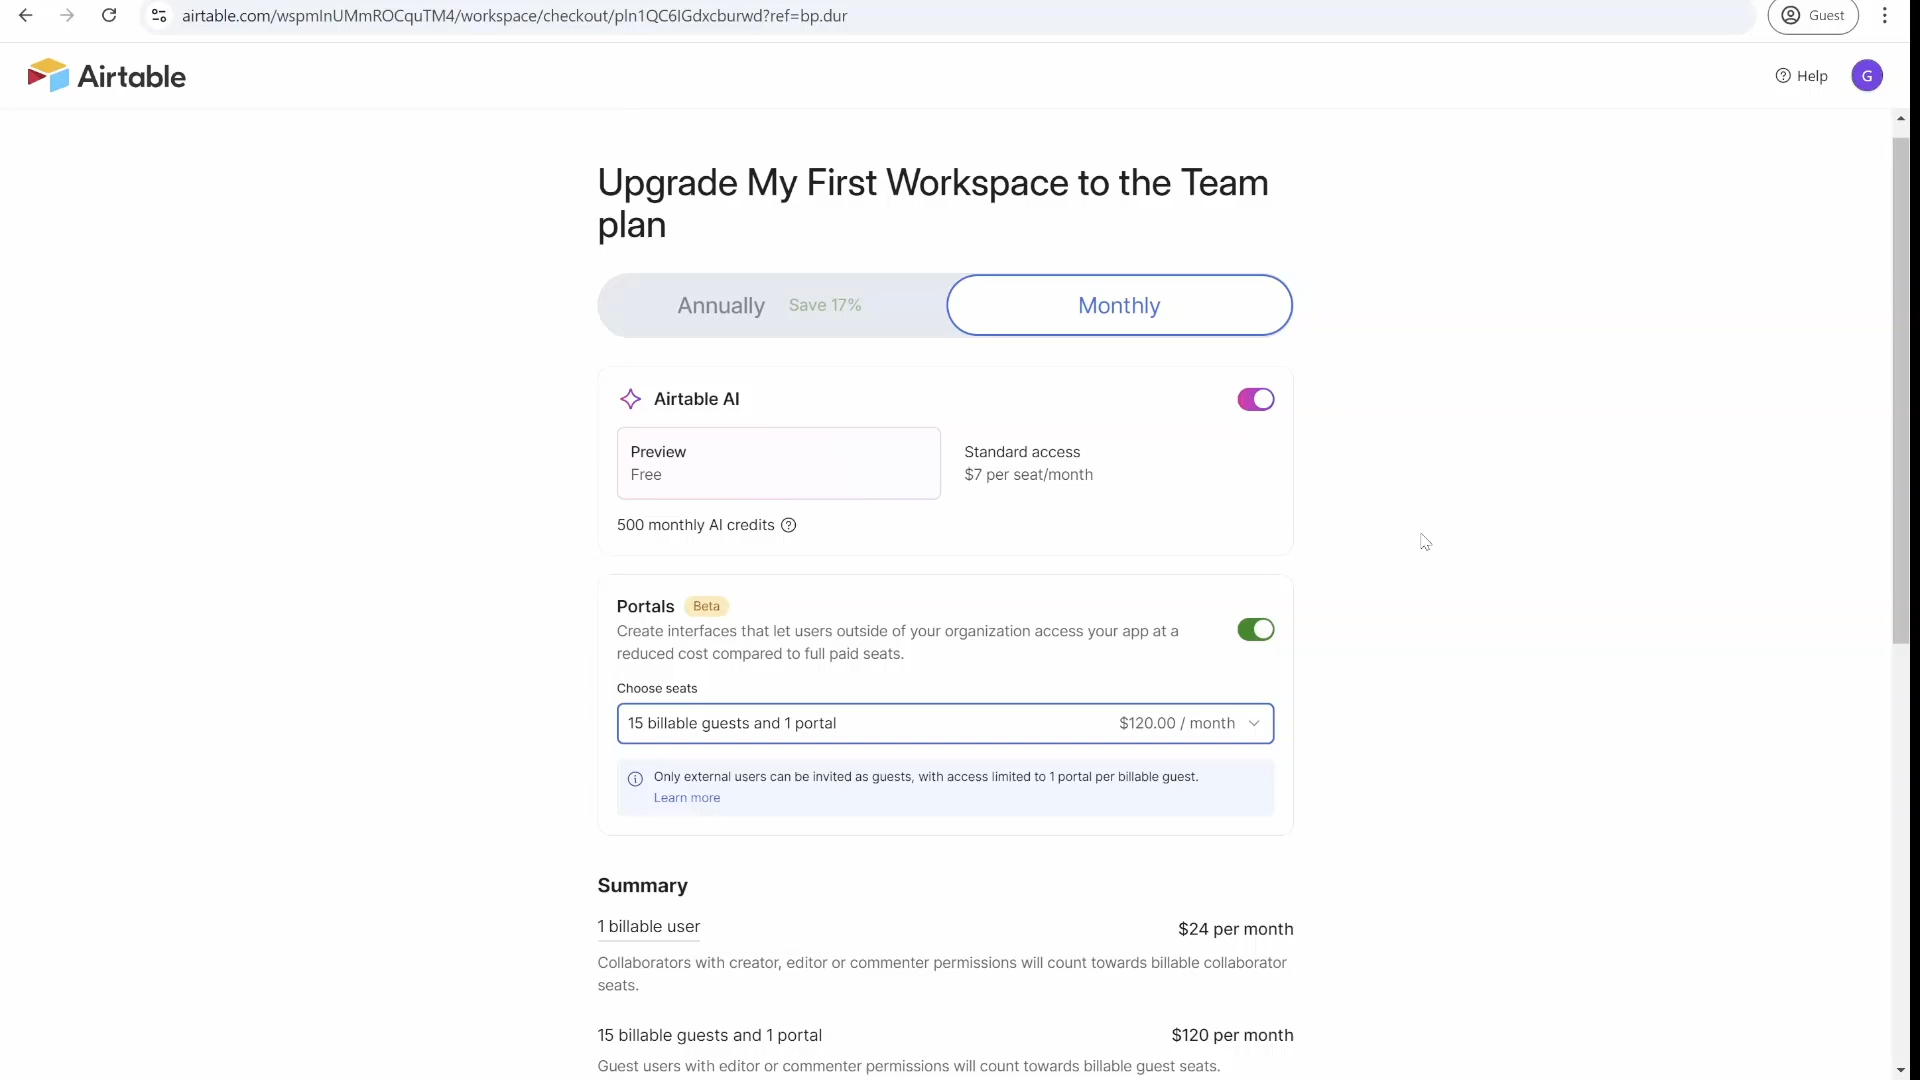 airtable.com/wspmInUMmROCquTM4/workspace/checkout/pln1QC6IGdxcburwd?ref=bp.dur
Guest
Airtable
Help
G
Upgrade My First Workspace to the Team
plan
Annually Save 17% Monthly
Airtable AI
Preview
Free
Standard access
$7 per seat/month
500 monthly AI credits
Portals Beta
Create interfaces that let users outside of your organization access your app at a
reduced cost compared to full paid seats.
Choose seats
15 billable guests and 1 portal $120.00 / month
Only external users can be invited as guests, with access limited to 1 portal per billable guest.
Learn more
Summary
1 billable user $24 per month
Collaborators with creator, editor or commenter permissions will count towards billable collaborator
seats.
15 billable guests and 1 portal $120 per month
Guest users with editor or commenter permissions will count towards billable guest seats.